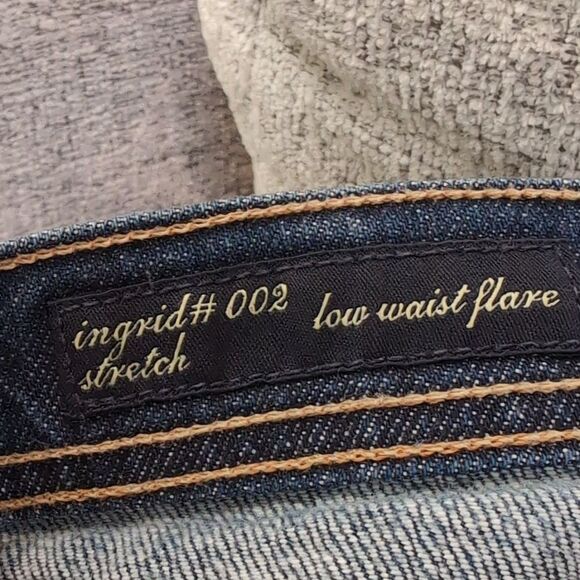 ingrid# 002 low waist flare
stretch